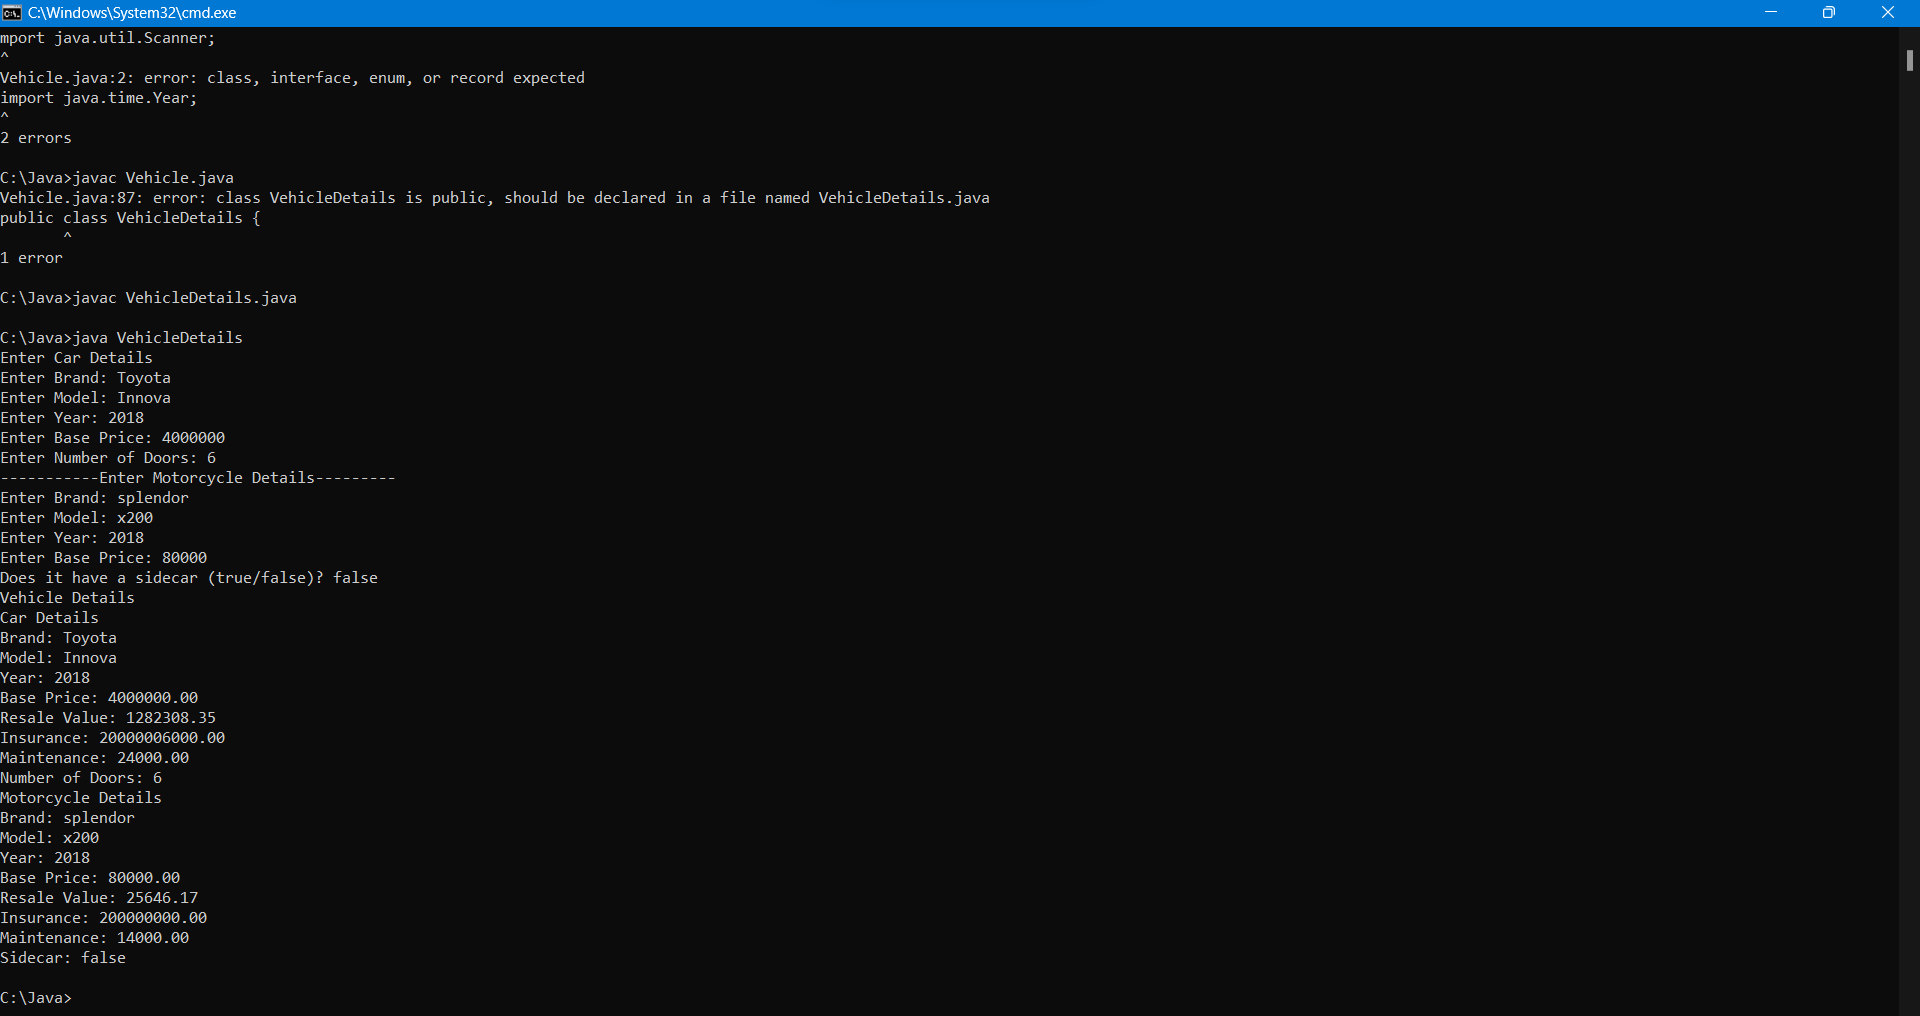 C:\Windows\System32\cmd.exe
mport java.util.Scanner;
^
Vehicle.java:2: error: class, interface, enum, or record expected
import java.time.Year;
^
2 errors
C:\Java>javac Vehicle.java
Vehicle.java:87: error: class VehicleDetails is public, should be declared in a file named VehicleDetails.java
public class VehicleDetails {
       ^
1 error
C:\Java>javac VehicleDetails.java
C:\Java>java VehicleDetails
Enter Car Details
Enter Brand: Toyota
Enter Model: Innova
Enter Year: 2018
Enter Base Price: 4000000
Enter Number of Doors: 6
-----------Enter Motorcycle Details---------
Enter Brand: splendor
Enter Model: x200
Enter Year: 2018
Enter Base Price: 80000
Does it have a sidecar (true/false)? false
Vehicle Details
Car Details
Brand: Toyota
Model: Innova
Year: 2018
Base Price: 4000000.00
Resale Value: 1282308.35
Insurance: 20000006000.00
Maintenance: 24000.00
Number of Doors: 6
Motorcycle Details
Brand: splendor
Model: x200
Year: 2018
Base Price: 80000.00
Resale Value: 25646.17
Insurance: 200000000.00
Maintenance: 14000.00
Sidecar: false
C:\Java>